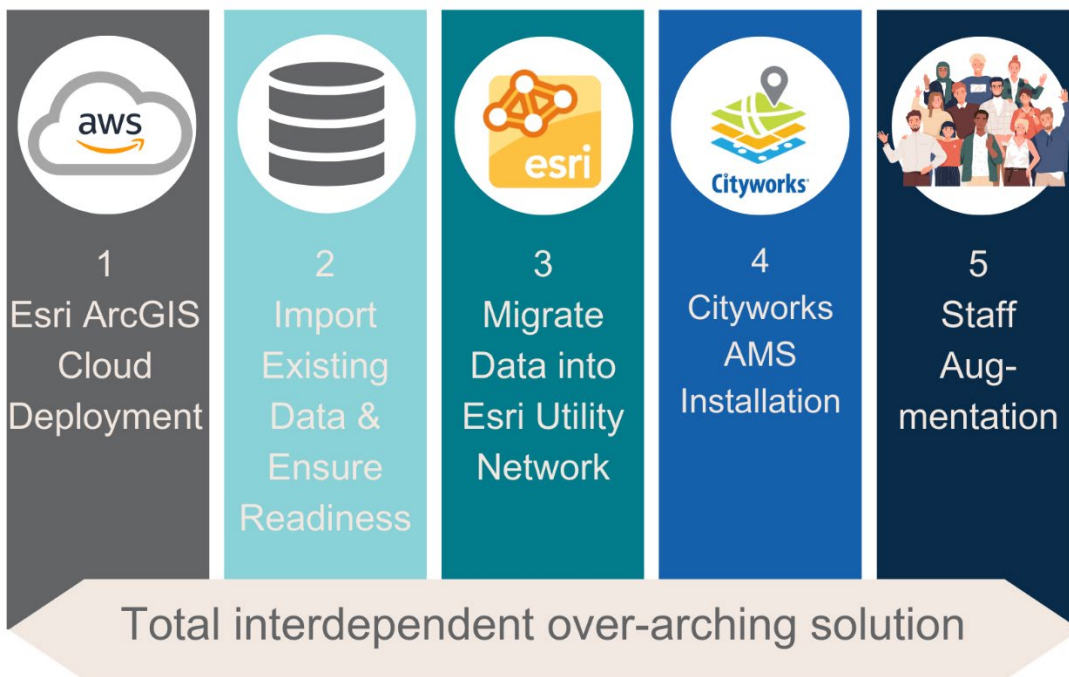 aws
esri
Cityworks
1
Esri ArcGIS
Cloud
Deployment
2
Import
Existing
Data &
Ensure
Readiness
3
Migrate
Data into
Esri Utility
Network
4
Cityworks
AMS
Installation
5
Staff
Aug-
mentation
Total interdependent over-arching solution